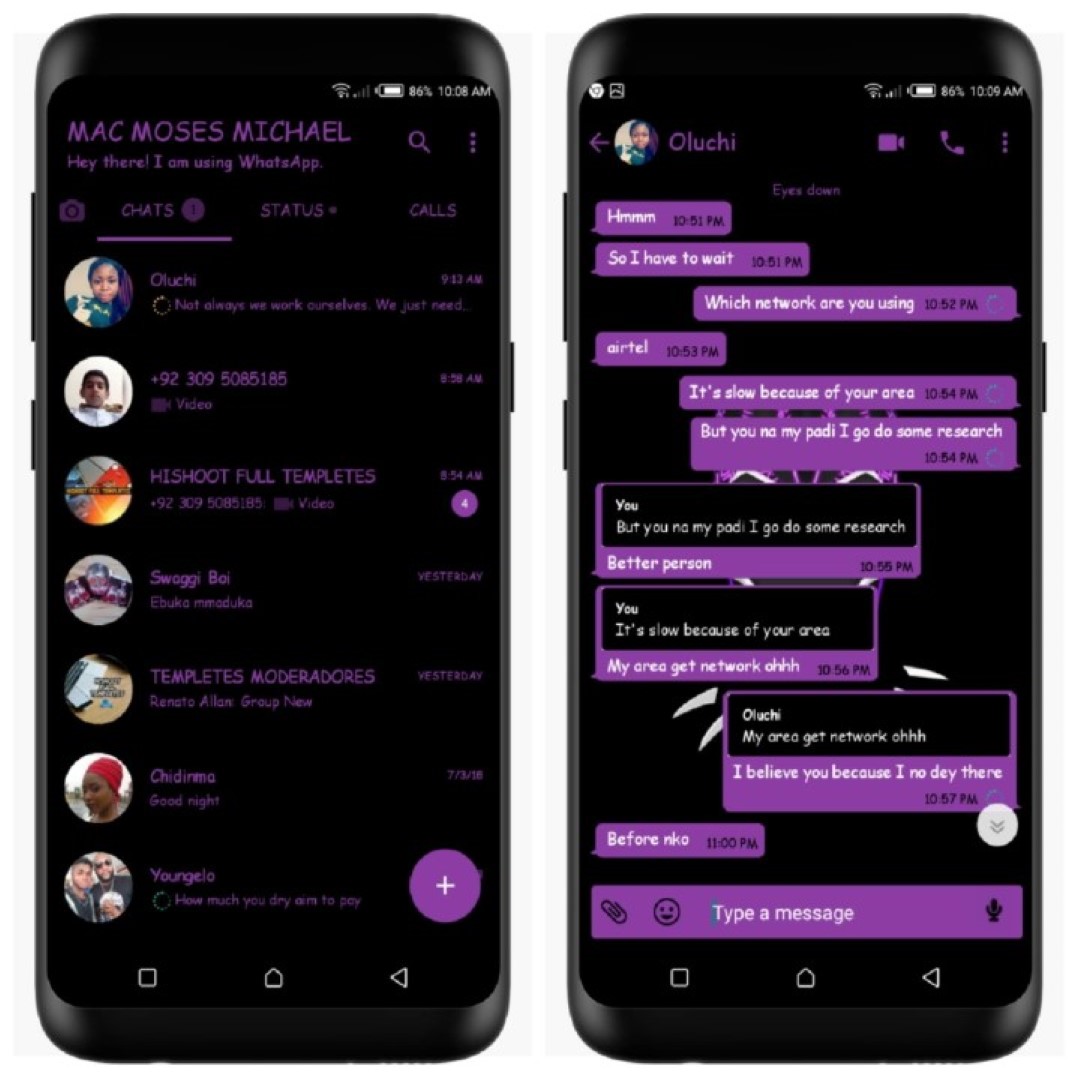 86% 10:08 AM
MAC MOSES MICHAEL
Hey there! I am using WhatsApp.
CHATS 1 STATUS CALLS
Oluchi 9:13 AM
Not always we work ourselves. We just need...
+92 309 5085185 8:58 AM
Video
HISHOOT FULL TEMPLETES 8:54 AM
+92 309 5085185: Video 4
Swaggi Boi YESTERDAY
Ebuka mmaduka
TEMPLETES MODERADORES YESTERDAY
Renato Allan: Group New
Chidinma 7/3/18
Good night
Youngelo
How much you dry aim to pay
86% 10:09 AM
Oluchi
Eyes down
Hmmm 10:51 PM
So I have to wait 10:51 PM
Which network are you using 10:52 PM
airtel 10:53 PM
It's slow because of your area 10:54 PM
But you na my padi I go do some research
10:54 PM
You
But you na my padi I go do some research
Better person 10:55 PM
You
It's slow because of your area
My area get network ohhh 10:56 PM
Oluchi
My area get network ohhh
I believe you because I no dey there
10:57 PM
Before nko 11:00 PM
Type a message